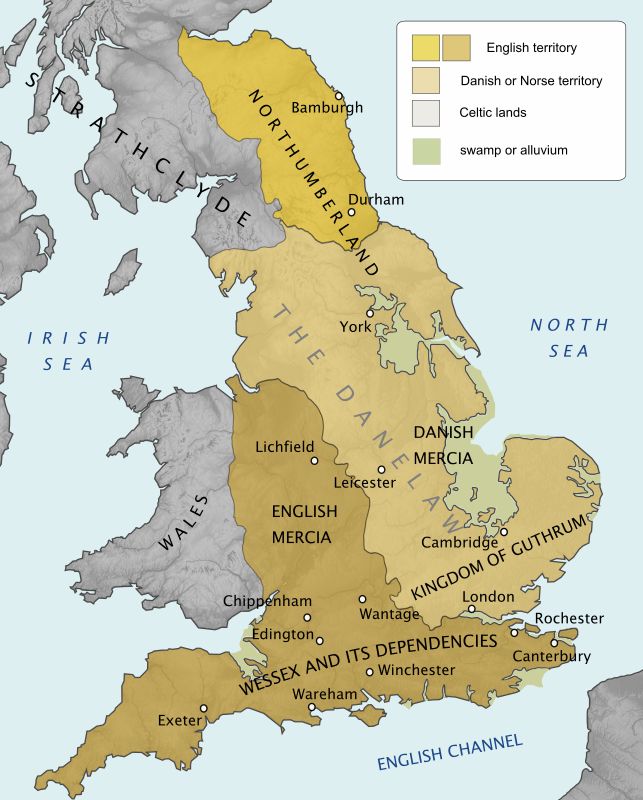 English territory
Danish or Norse territory
Celtic lands
swamp or alluvium
STRATHCLYDE
NORTHUMBERLAND
Bamburgh
Durham
IRISH
SEA
NORTH
SEA
York
THE DANELAW
DANISH
MERCIA
Lichfield
Leicester
ENGLISH
MERCIA
WALES
Cambridge
KINGDOM OF GUTHRUM
Chippenham
Wantage
London
Rochester
Edington
WESSEX AND ITS DEPENDENCIES
Canterbury
Winchester
Wareham
Exeter
ENGLISH CHANNEL